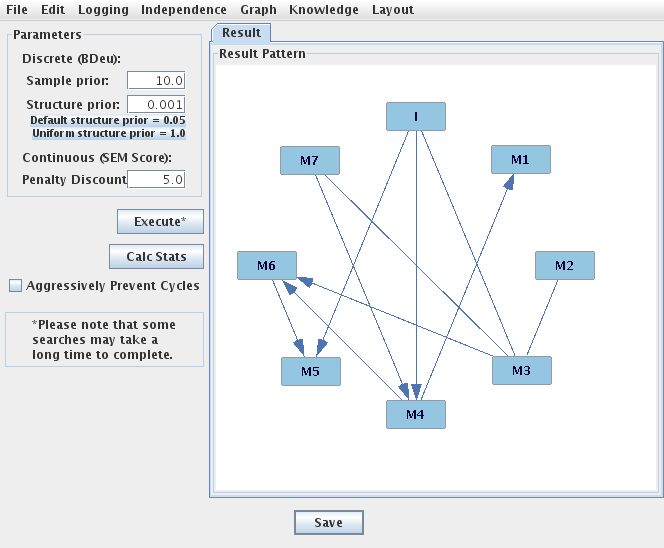 File Edit Logging Independence Graph Knowledge Layout
Parameters
Discrete (BDeu):
Sample prior: 10.0
Structure prior: 0.001
Default structure prior = 0.05
Uniform structure prior = 1.0
Continuous (SEM Score):
Penalty Discount 5.0
Execute*
Calc Stats
Aggressively Prevent Cycles
*Please note that some
searches may take a
long time to complete.
Result
Result Pattern
I
M7
M1
M6
M2
M5
M3
M4
Save